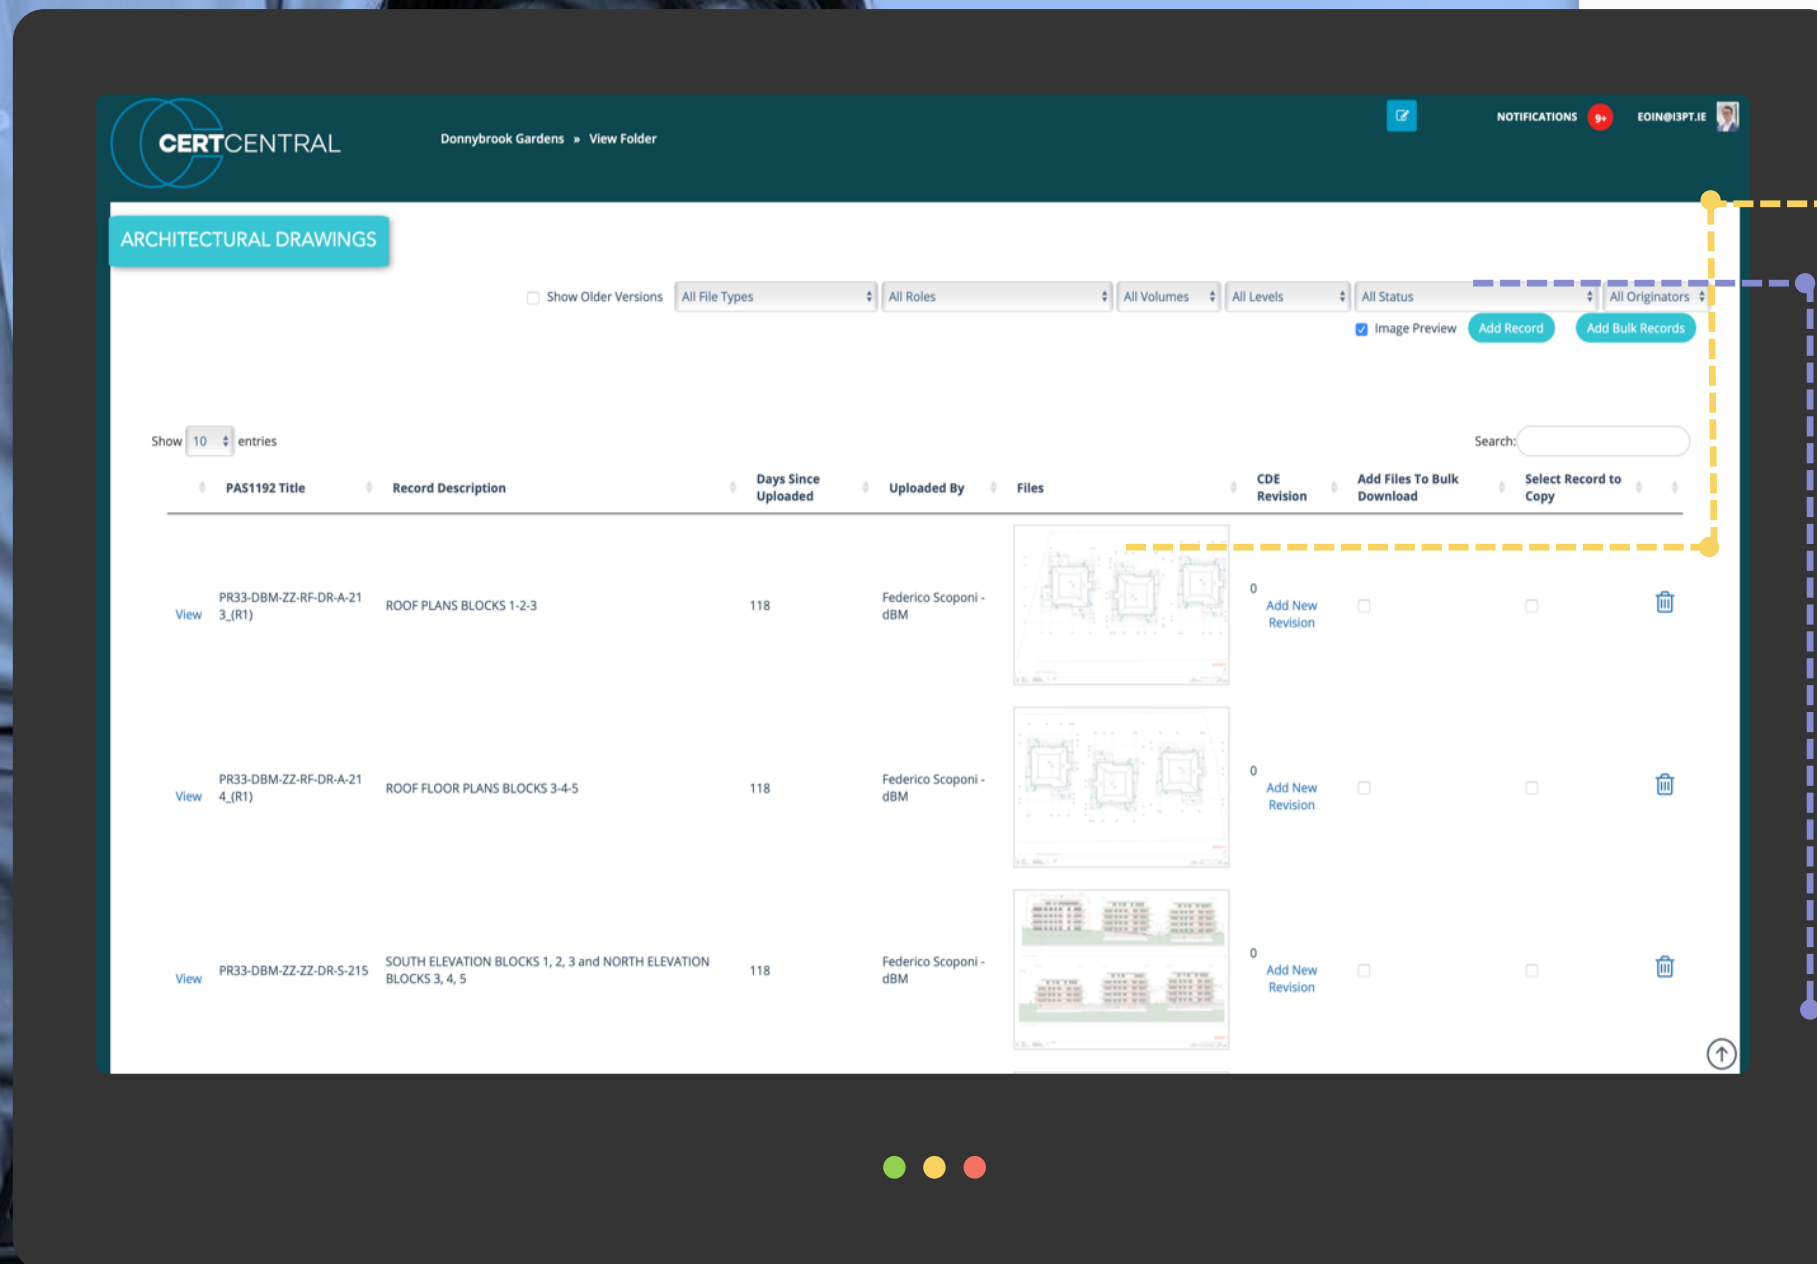 CERTCENTRAL
Donnybrook Gardens » View Folder
NOTIFICATIONS 9+ EOIN@I3PT.IE
ARCHITECTURAL DRAWINGS
Show Older Versions All File Types All Roles All Volumes All Levels All Status All Originators
Image Preview Add Record Add Bulk Records
Show 10 entries Search:
PAS1192 Title Record Description Days Since Uploaded Uploaded By Files CDE Revision Add Files To Bulk Download Select Record to Copy
View PR33-DBM-ZZ-RF-DR-A-21
3_(R1) ROOF PLANS BLOCKS 1-2-3 118 Federico Scoponi -
dBM 0
Add New
Revision
View PR33-DBM-ZZ-RF-DR-A-21
4_(R1) ROOF FLOOR PLANS BLOCKS 3-4-5 118 Federico Scoponi -
dBM 0
Add New
Revision
View PR33-DBM-ZZ-ZZ-DR-S-215 SOUTH ELEVATION BLOCKS 1, 2, 3 and NORTH ELEVATION
BLOCKS 3, 4, 5 118 Federico Scoponi -
dBM 0
Add New
Revision